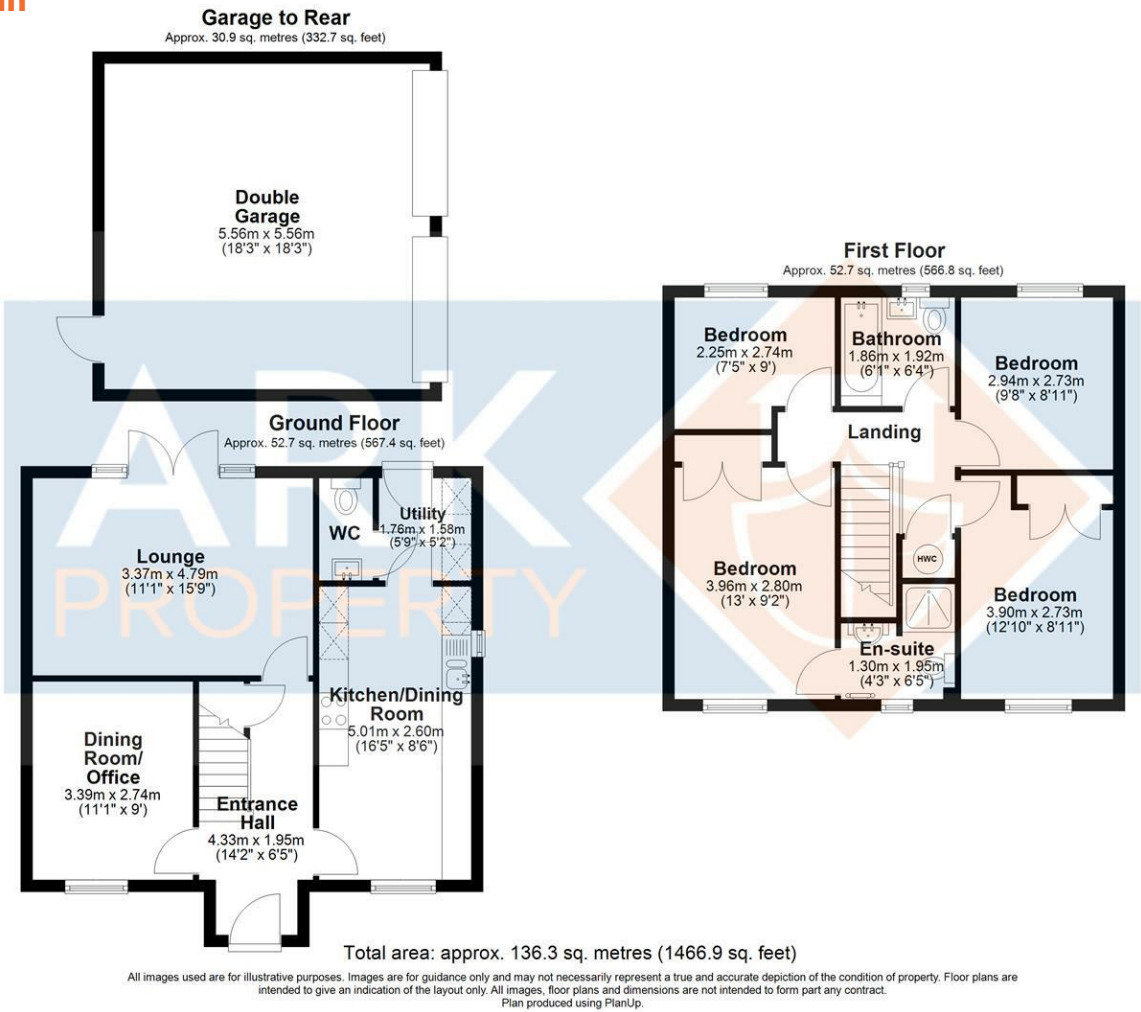 Garage to Rear
Approx. 30.9 sq. metres (332.7 sq. feet)
Double
Garage
5.56m x 5.56m
(18'3" x 18'3")
Ground Floor
Approx. 52.7 sq. metres (567.4 sq. feet)
Lounge
3.37m x 4.79m
(11'1" x 15'9")
WC
Utility
1.76m x 1.58m
(5'9" x 5'2")
Kitchen/Dining
Room
5.01m x 2.60m
(16'5" x 8'6")
Dining
Room/
Office
3.39m x 2.74m
(11'1" x 9')
Entrance
Hall
4.33m x 1.95m
(14'2" x 6'5")
First Floor
Approx. 52.7 sq. metres (566.8 sq. feet)
Bedroom
2.25m x 2.74m
(7'5" x 9')
Bathroom
1.86m x 1.92m
(6'1" x 6'4")
Bedroom
2.94m x 2.73m
(9'8" x 8'11")
Landing
HWC
Bedroom
3.96m x 2.80m
(13' x 9'2")
En-suite
1.30m x 1.95m
(4'3" x 6'5")
Bedroom
3.90m x 2.73m
(12'10" x 8'11")
ARK
PROPERTY
Total area: approx. 136.3 sq. metres (1466.9 sq. feet)
All images used are for illustrative purposes. Images are for guidance only and may not necessarily represent a true and accurate depiction of the condition of property. Floor plans are
intended to give an indication of the layout only. All images, floor plans and dimensions are not intended to form part any contract.
Plan produced using PlanUp.